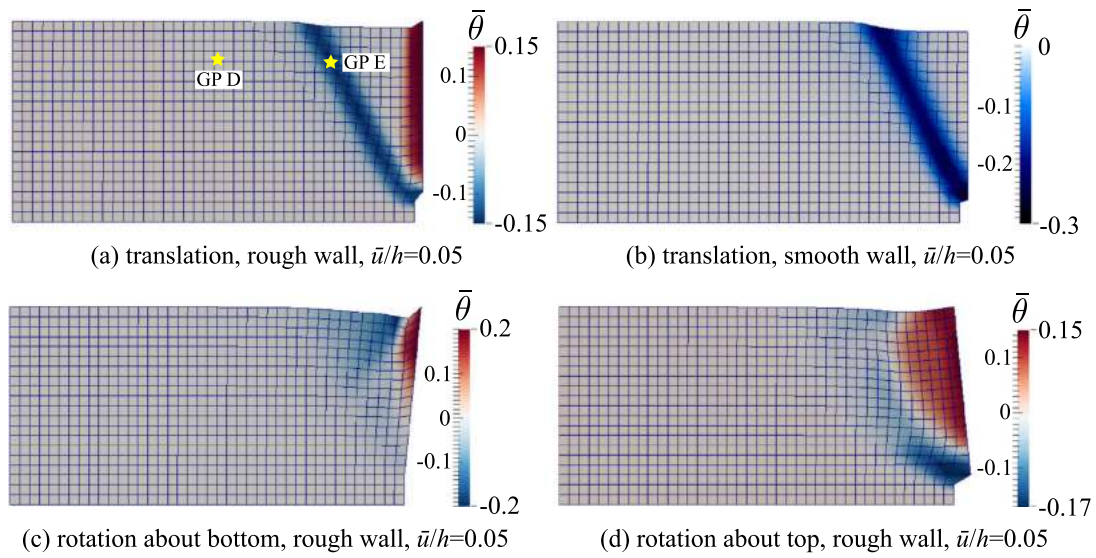 θ̄
0.15
0.1
0
-0.1
-0.15
GP D
GP E
(a) translation, rough wall, ū/h=0.05
θ̄
0
-0.1
-0.2
-0.3
(b) translation, smooth wall, ū/h=0.05
θ̄
0.2
0.1
0
-0.1
-0.2
(c) rotation about bottom, rough wall, ū/h=0.05
θ̄
0.15
0.1
0
-0.1
-0.17
(d) rotation about top, rough wall, ū/h=0.05